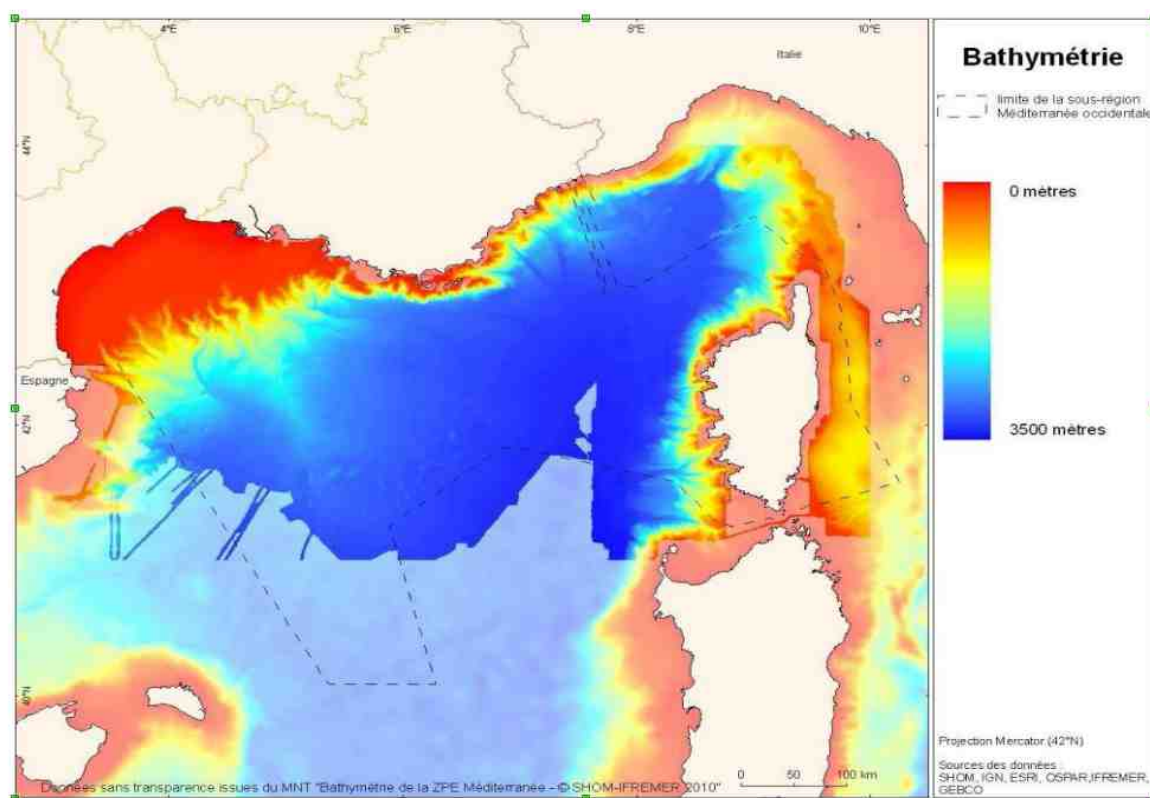 4°E
6°E
8°E
10°E
Italie
44°N
Espagne
42°N
40°N
0 50 100 km
Données sans transparence issues du MNT "Bathymétrie de la ZPE Méditerranée - © SHOM-IFREMER 2010"
Bathymétrie
limite de la sous-région
Méditerranée occidentale
0 mètres
3500 mètres
Projection Mercator (42°N)
Sources des données :
SHOM, IGN, ESRI, OSPAR,IFREMER,
GEBCO